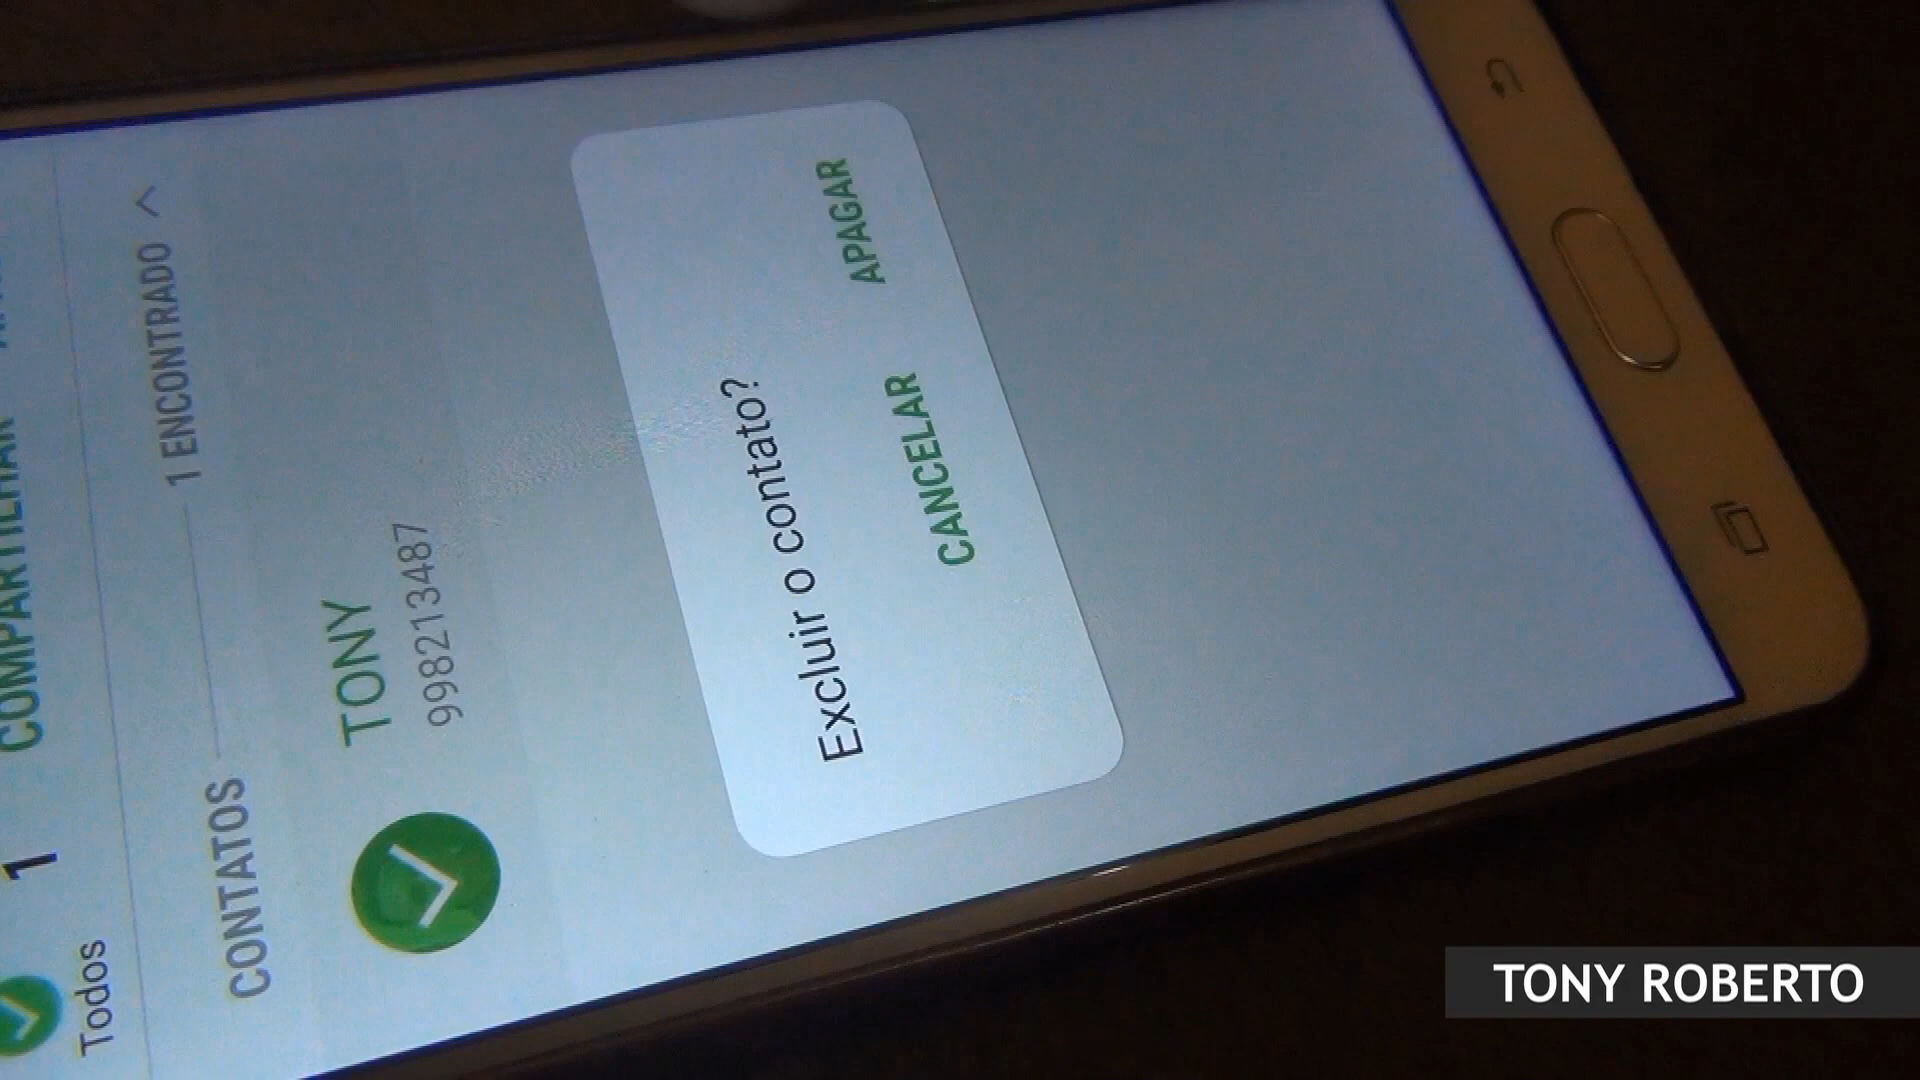 Todos
1
COMPARTILHAR
CONTATOS
1 ENCONTRADO
TONY
998213487
Excluir o contato?
CANCELAR
APAGAR
TONY ROBERTO